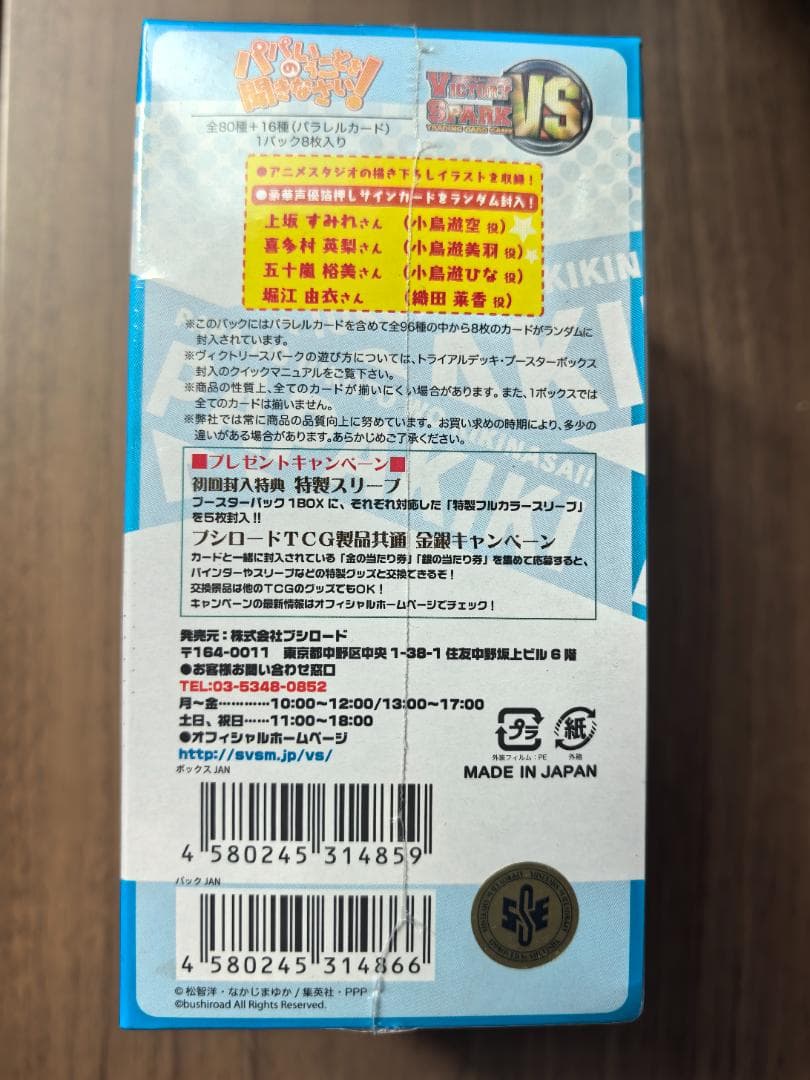 パパのいうことを
聞きなさい！
VICTORY
SPARK
TRADING CARD GAME
V.S
全80種＋16種（パラレルカード）
1パック8枚入り
●アニメスタジオの描き下ろしイラストを収録！
●豪華声優箔押しサインカードをランダム封入！
上坂 すみれさん （小鳥遊空 役）
喜多村 英梨さん （小鳥遊美羽 役）
五十嵐 裕美さん （小鳥遊ひな 役）
堀江 由衣さん （織田 莱香 役）
※このパックにはパラレルカードを含めて全96種の中から8枚のカードがランダムに
封入されています。
※ヴィクトリースパークの遊び方については、トライアルデッキ・ブースターボックス
封入のクイックマニュアルをご覧下さい。
※商品の性質上、全てのカードが揃いにくい場合があります。また、1ボックスでは
全てのカードは揃いません。
※弊社では常に商品の品質向上に努めています。お買い求めの時期により、多少の
違いがある場合があります。あらかじめご了承ください。
■プレゼントキャンペーン■
初回封入特典 特製スリーブ
ブースターパック1BOXに、それぞれ対応した「特製フルカラースリーブ」
を5枚封入!!
ブシロードTCG製品共通 金銀キャンペーン
カードと一緒に封入されている「金の当たり券」「銀の当たり券」を集めて応募すると、
バインダーやスリーブなどの特製グッズと交換できるぞ！
交換景品は他のTCGのグッズでもOK！
キャンペーンの最新情報はオフィシャルホームページでチェック！
発売元：株式会社ブシロード
〒164-0011 東京都中野区中央1-38-1 住友中野坂上ビル6階
●お客様お問い合わせ窓口
TEL:03-5348-0852
月～金…………10:00～12:00/13:00～17:00
土日、祝日……11:00～18:00
●オフィシャルホームページ
http://svsm.jp/vs/
プラ
紙
外装フィルム：PE
外箱
MADE IN JAPAN
ボックス JAN
4 580245 314859
パック JAN
4 580245 314866
©松智洋・なかじまゆか／集英社・PPP
©bushiroad All Rights Reserved.